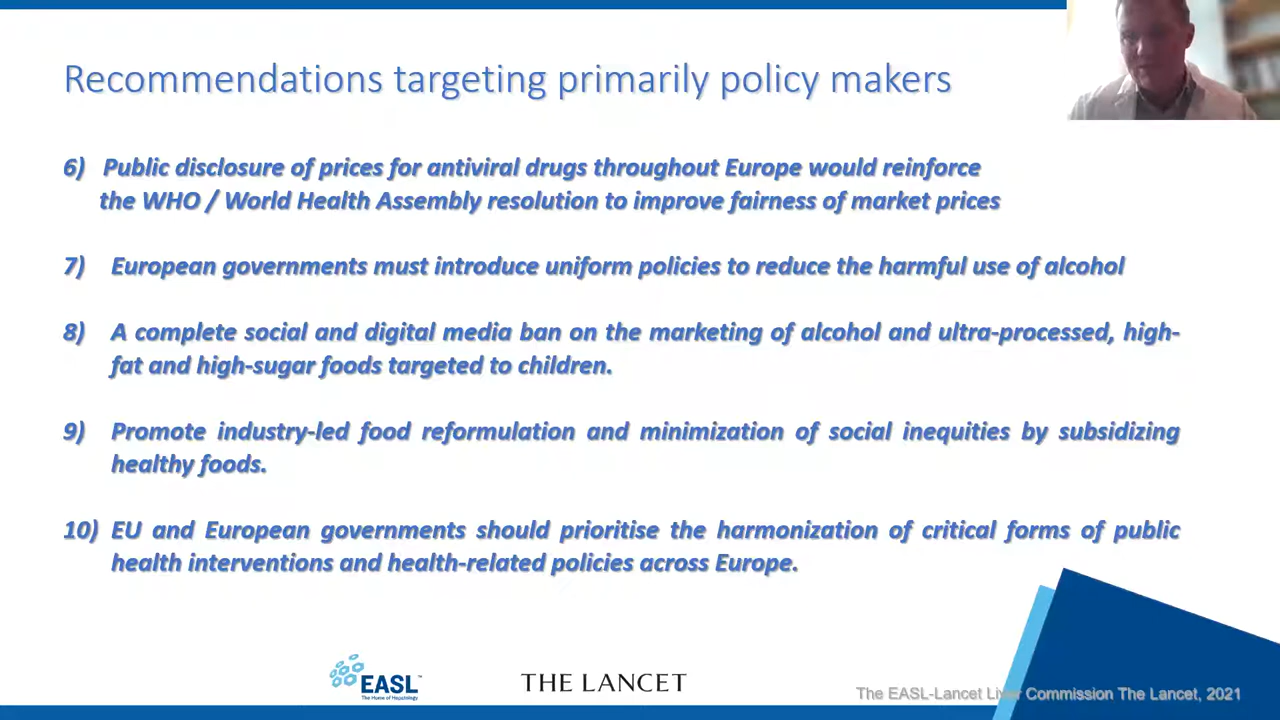 Recommendations targeting primarily policy makers
6) Public disclosure of prices for antiviral drugs throughout Europe would reinforce
the WHO / World Health Assembly resolution to improve fairness of market prices
7) European governments must introduce uniform policies to reduce the harmful use of alcohol
8) A complete social and digital media ban on the marketing of alcohol and ultra-processed, high-
fat and high-sugar foods targeted to children.
9) Promote industry-led food reformulation and minimization of social inequities by subsidizing
healthy foods.
10) EU and European governments should prioritise the harmonization of critical forms of public
health interventions and health-related policies across Europe.
EASL™
The Home of Hepatology
THE LANCET
The EASL-Lancet Liver Commission The Lancet, 2021